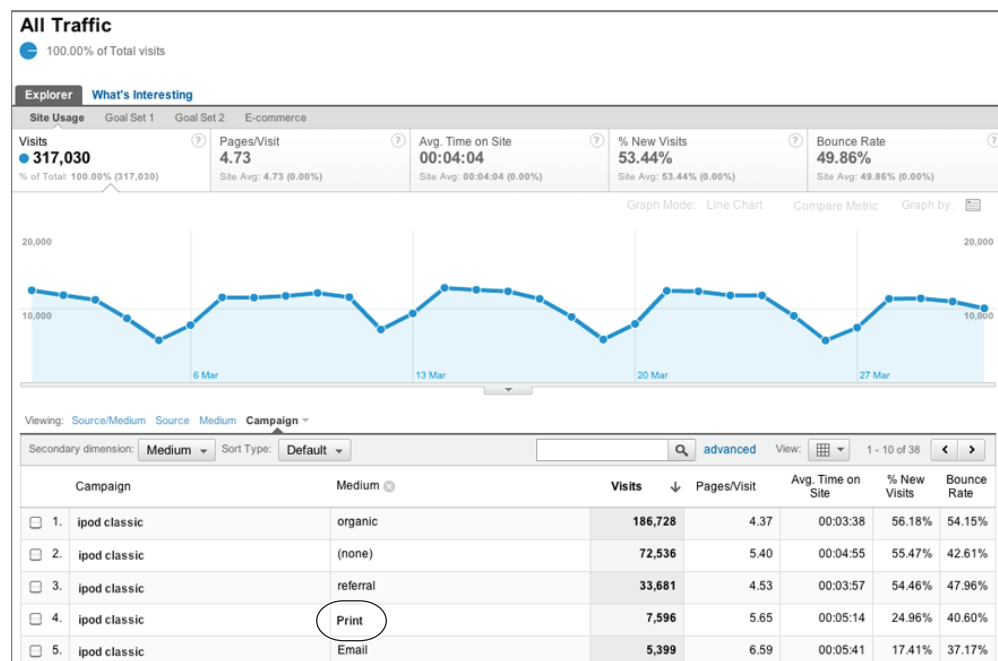 All Traffic
100.00% of Total visits
Explorer What's Interesting
Site Usage Goal Set 1 Goal Set 2 E-commerce
Visits ? Pages/Visit ? Avg. Time on Site ? % New Visits ? Bounce Rate ?
317,030 4.73 00:04:04 53.44% 49.86%
% of Total: 100.00% (317,030) Site Avg: 4.73 (0.00%) Site Avg: 00:04:04 (0.00%) Site Avg: 53.44% (0.00%) Site Avg: 49.86% (0.00%)
Graph Mode: Line Chart Compare Metric Graph by:
20,000 20,000
10,000 10,000
6 Mar 13 Mar 20 Mar 27 Mar
Viewing: Source/Medium Source Medium Campaign
Secondary dimension: Medium Sort Type: Default advanced View: 1 - 10 of 38
Campaign Medium Visits Pages/Visit Avg. Time on Site % New Visits Bounce Rate
1. ipod classic organic 186,728 4.37 00:03:38 56.18% 54.15%
2. ipod classic (none) 72,536 5.40 00:04:55 55.47% 42.61%
3. ipod classic referral 33,681 4.53 00:03:57 54.46% 47.96%
4. ipod classic Print 7,596 5.65 00:05:14 24.96% 40.60%
5. ipod classic Email 5,399 6.59 00:05:41 17.41% 37.17%